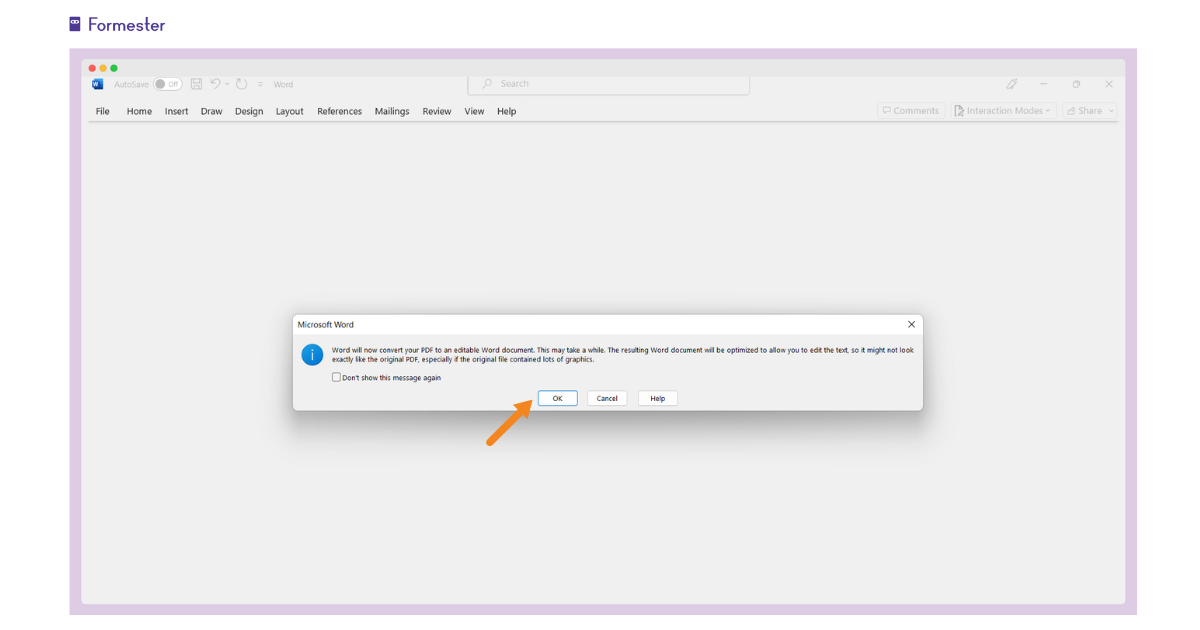 Formester
AutoSave Off Word Search
File Home Insert Draw Design Layout References Mailings Review View Help Comments Interaction Modes Share
Microsoft Word
Word will now convert your PDF to an editable Word document. This may take a while. The resulting Word document will be optimized to allow you to edit the text, so it might not look
exactly like the original PDF, especially if the original file contained lots of graphics.
Don't show this message again
OK Cancel Help